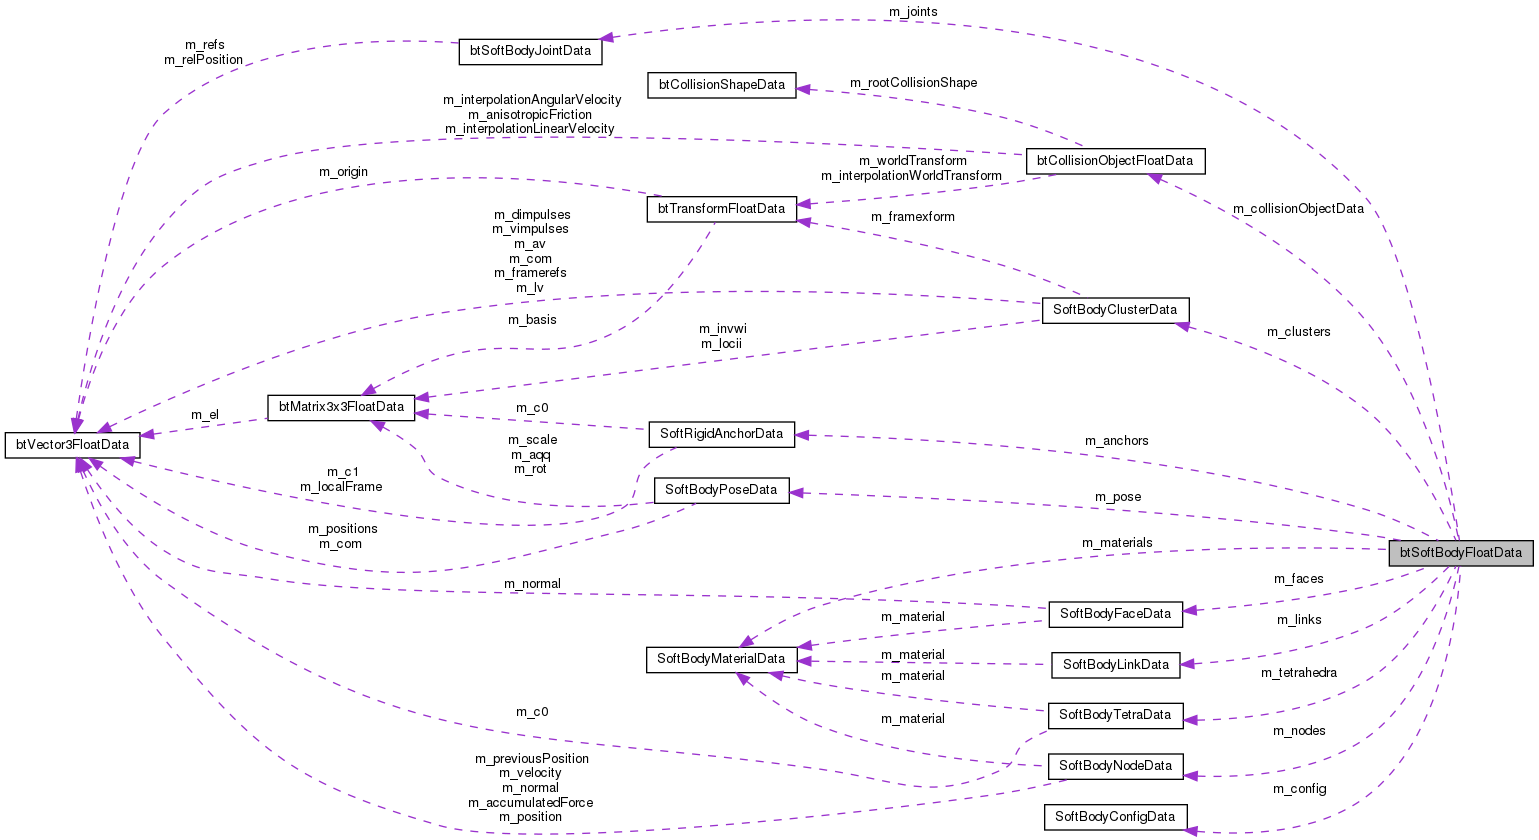 m_joints
m_refs
m_relPosition
btSoftBodyJointData
btCollisionShapeData
m_rootCollisionShape
m_interpolationAngularVelocity
m_anisotropicFriction
m_interpolationLinearVelocity
btCollisionObjectFloatData
m_worldTransform
m_interpolationWorldTransform
m_origin
btTransformFloatData
m_framexform
m_collisionObjectData
m_dimpulses
m_vimpulses
m_av
m_com
m_framerefs
m_lv
SoftBodyClusterData
m_basis
m_invwi
m_locii
m_clusters
btMatrix3x3FloatData
m_el
m_c0
btVector3FloatData
SoftRigidAnchorData
m_anchors
m_scale
m_aqq
m_rot
m_c1
m_localFrame
SoftBodyPoseData
m_pose
m_positions
m_com
m_materials
btSoftBodyFloatData
m_normal
m_faces
SoftBodyFaceData
m_material
m_links
SoftBodyMaterialData
m_material
SoftBodyLinkData
m_material
m_tetrahedra
m_c0
SoftBodyTetraData
m_material
m_nodes
m_previousPosition
m_velocity
m_normal
m_accumulatedForce
m_position
SoftBodyNodeData
m_config
SoftBodyConfigData